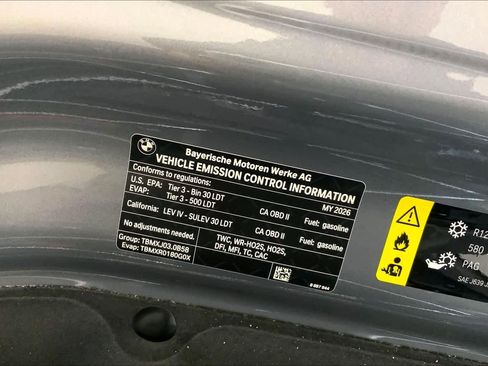 BMW
Bayerische Motoren Werke AG
VEHICLE EMISSION CONTROL INFORMATION
Conforms to regulations: MY 2026
U.S. EPA: Tier 3 - Bin 30 LDT CA OBD II Fuel: gasoline
EVAP: Tier 3 - 500 LDT
California: LEV IV - SULEV 30 LDT CA OBD II Fuel: gasoline
No adjustments needed.
Group: TBMXJ03.0B58 TWC, WR-HO2S, HO2S,
Evap: TBMXR0180G0X DFI, MFI, TC, CAC
R12
580
PAG
SAE J639